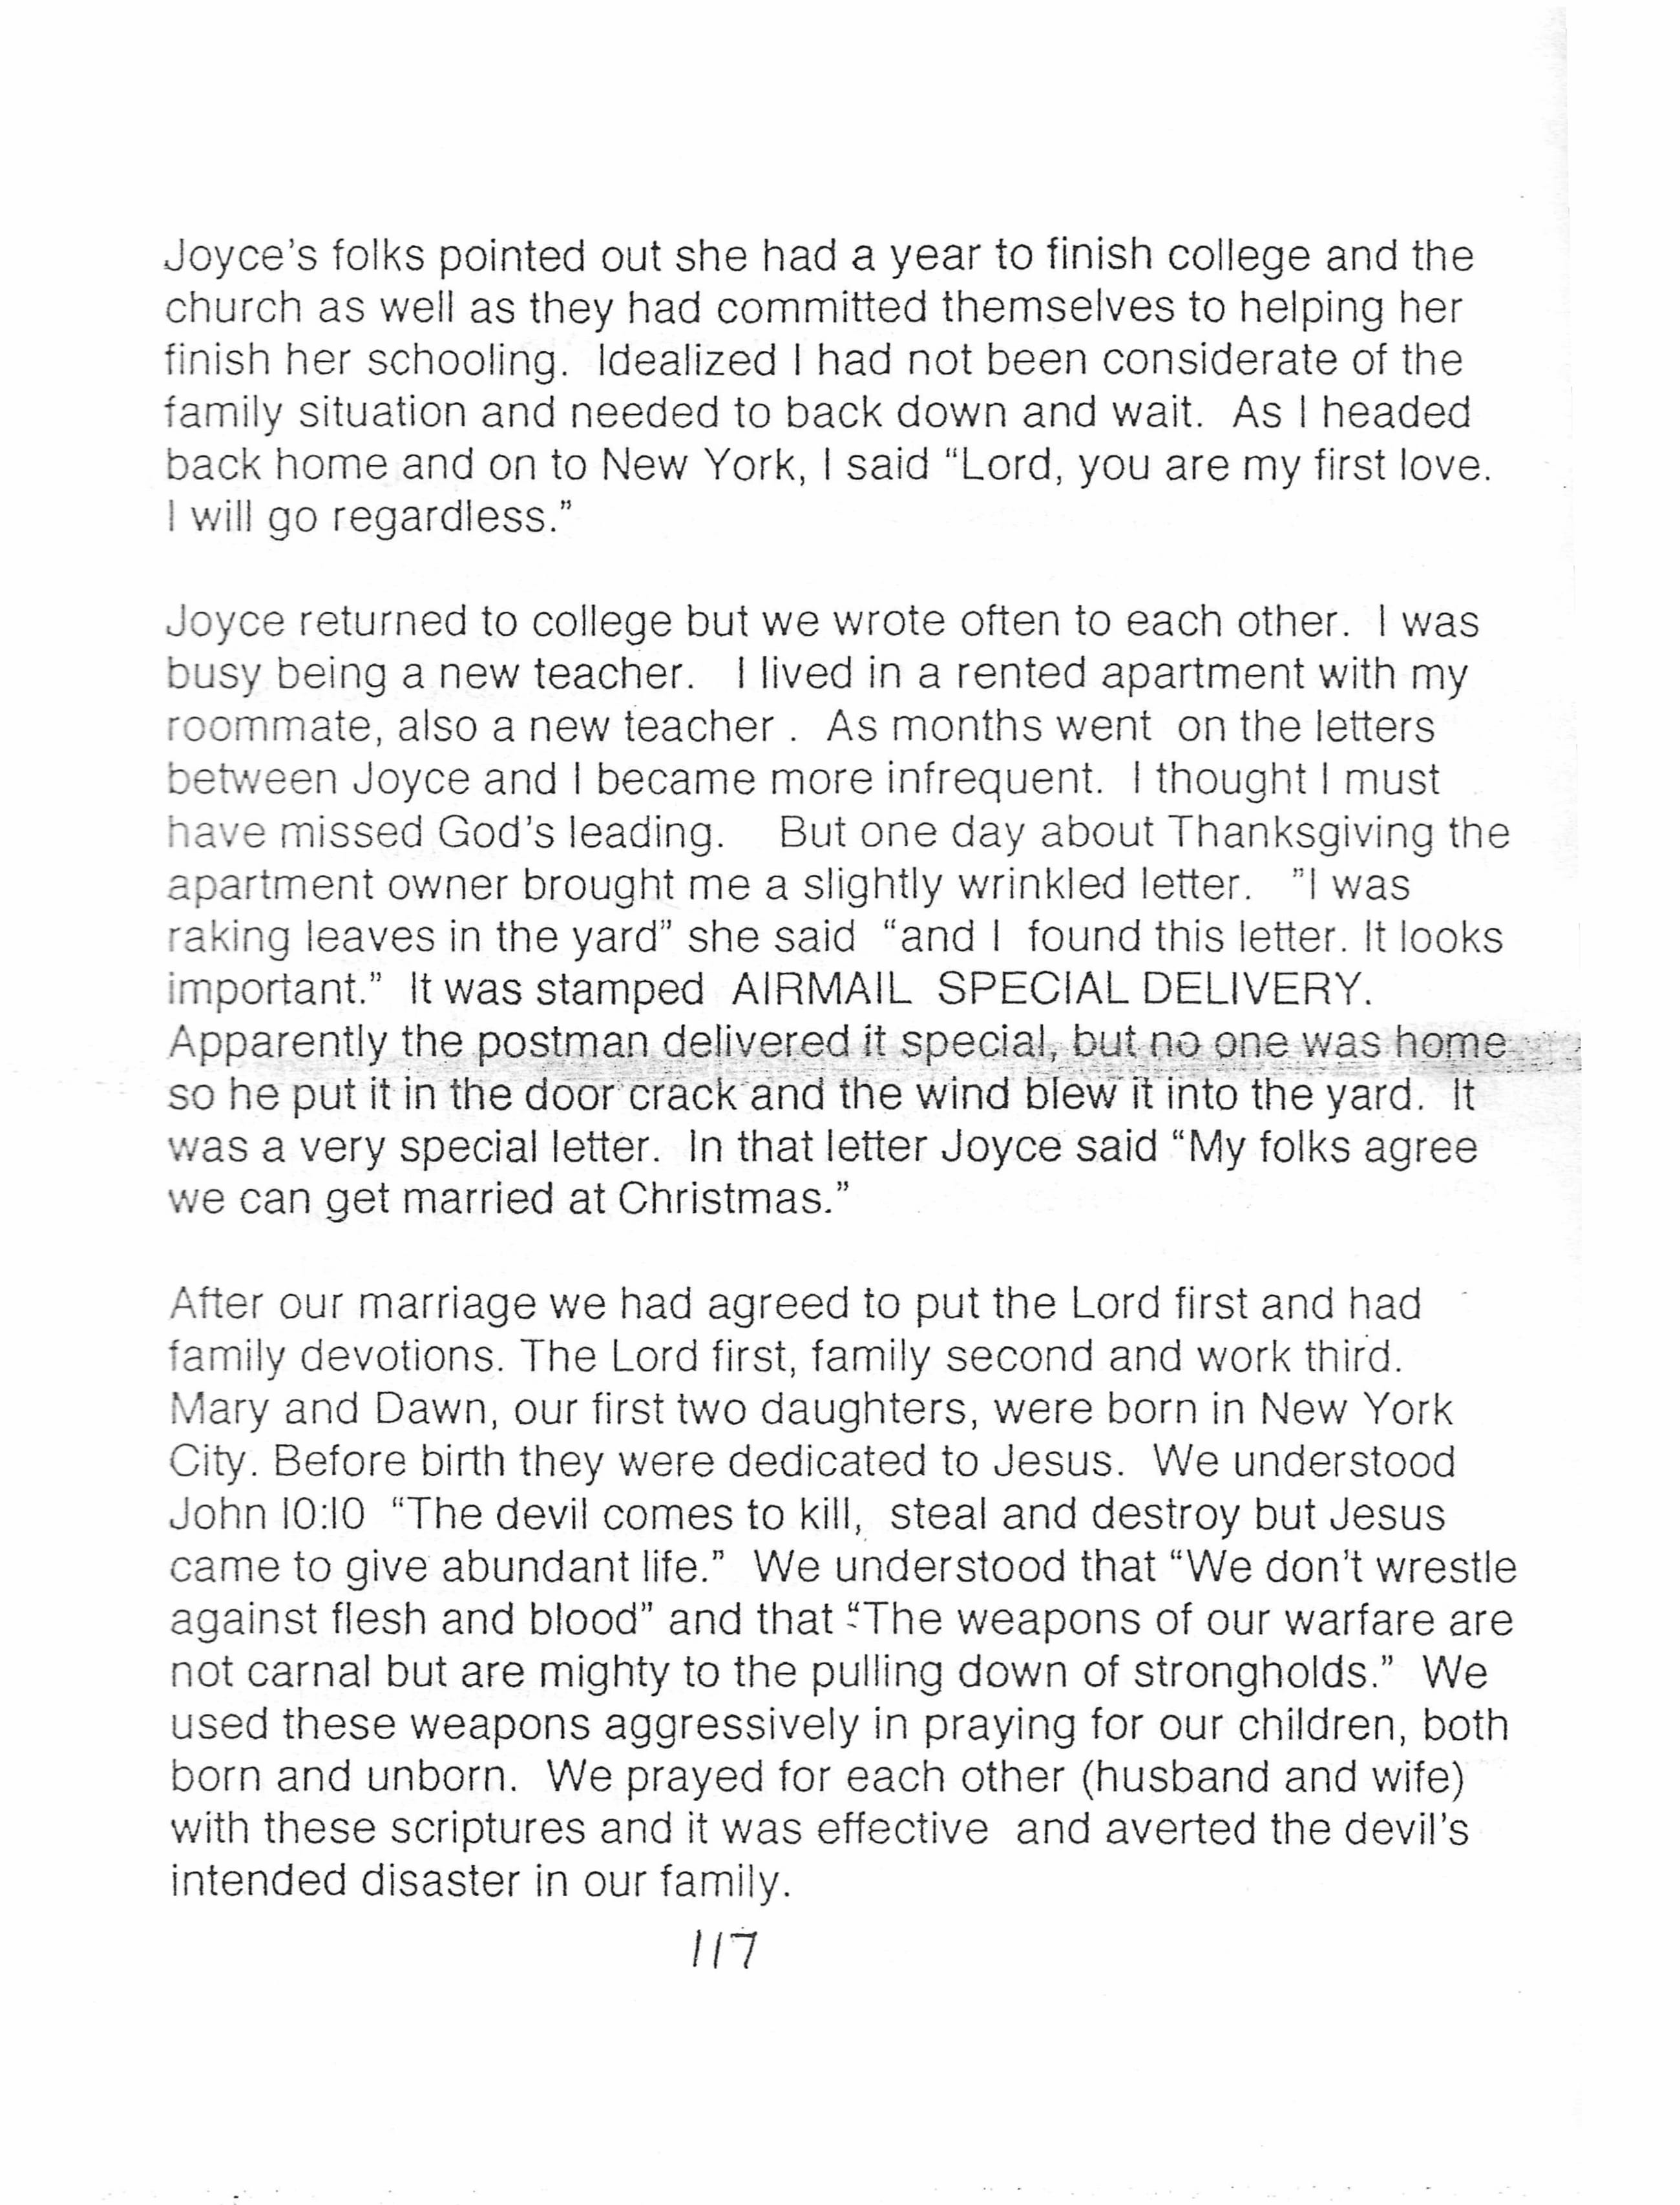 Joyce's folks pointed out she had a year to finish college and the
church as well as they had committed themselves to helping her
finish her schooling.  Idealized I had not been considerate of the
family situation and needed to back down and wait.  As I headed
back home and on to New York, I said “Lord, you are my first love.
I will go regardless.”

Joyce returned to college but we wrote often to each other.  I was
busy being a new teacher.   I lived in a rented apartment with my
roommate, also a new teacher .  As months went  on the letters
between Joyce and I became more infrequent.  I thought I must
have missed God's leading.    But one day about Thanksgiving the
apartment owner brought me a slightly wrinkled letter.   ”I was
raking leaves in the yard” she said  “and I  found this letter. It looks
important.”  It was stamped  AIRMAIL  SPECIAL DELIVERY.
Apparently the postman delivered it special, but no one was home
so he put it in the door crack and the wind blew it into the yard.  It
was a very special letter.  In that letter Joyce said “My folks agree
we can get married at Christmas.”

After our marriage we had agreed to put the Lord first and had
family devotions. The Lord first, family second and work third.
Mary and Dawn, our first two daughters, were born in New York
City. Before birth they were dedicated to Jesus.  We understood
John l0:l0  “The devil comes to kill,  steal and destroy but Jesus
came to give abundant life.”  We understood that “We don't wrestle
against flesh and blood” and that “The weapons of our warfare are
not carnal but are mighty to the pulling down of strongholds.”  We
used these weapons aggressively in praying for our children, both
born and unborn.  We prayed for each other (husband and wife)
with these scriptures and it was effective  and averted the devil's
intended disaster in our family.
117